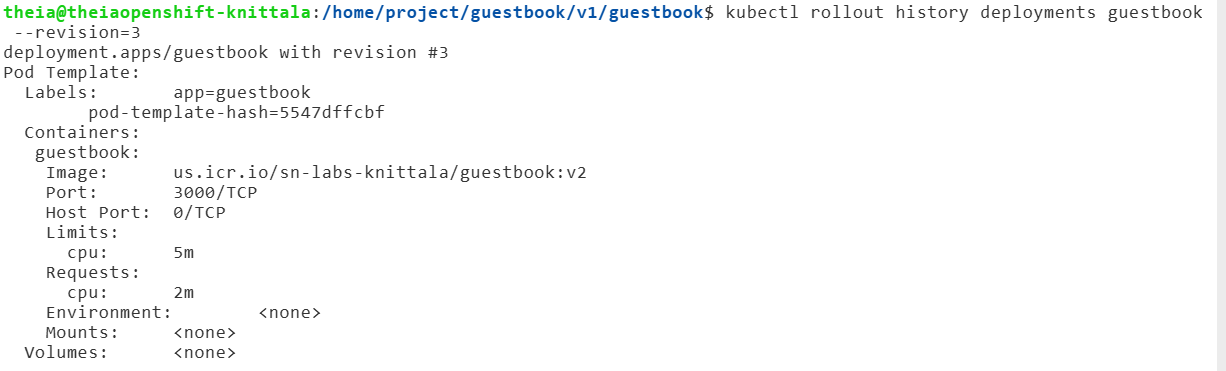 theia@theiaopenshift-knittala:/home/project/guestbook/v1/guestbook$ kubectl rollout history deployments guestbook
 --revision=3
deployment.apps/guestbook with revision #3
Pod Template:
  Labels:       app=guestbook
        pod-template-hash=5547dffcbf
  Containers:
   guestbook:
    Image:      us.icr.io/sn-labs-knittala/guestbook:v2
    Port:       3000/TCP
    Host Port:  0/TCP
    Limits:
      cpu:      5m
    Requests:
      cpu:      2m
    Environment:        <none>
    Mounts:     <none>
  Volumes:      <none>